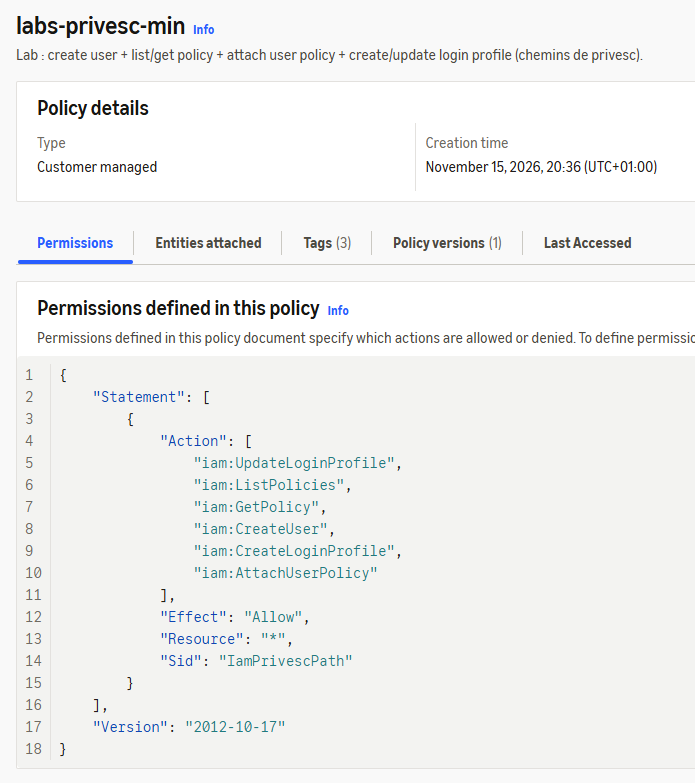 labs-privesc-min Info
Lab : create user + list/get policy + attach user policy + create/update login profile (chemins de privesc).
Policy details
Type
Customer managed
Creation time
November 15, 2026, 20:36 (UTC+01:00)
Permissions
Entities attached
Tags (3)
Policy versions (1)
Last Accessed
Permissions defined in this policy Info
Permissions defined in this policy document specify which actions are allowed or denied. To define permissio
1 {
2 "Statement": [
3 {
4 "Action": [
5 "iam:UpdateLoginProfile",
6 "iam:ListPolicies",
7 "iam:GetPolicy",
8 "iam:CreateUser",
9 "iam:CreateLoginProfile",
10 "iam:AttachUserPolicy"
11 ],
12 "Effect": "Allow",
13 "Resource": "*",
14 "Sid": "IamPrivescPath"
15 }
16 ],
17 "Version": "2012-10-17"
18 }